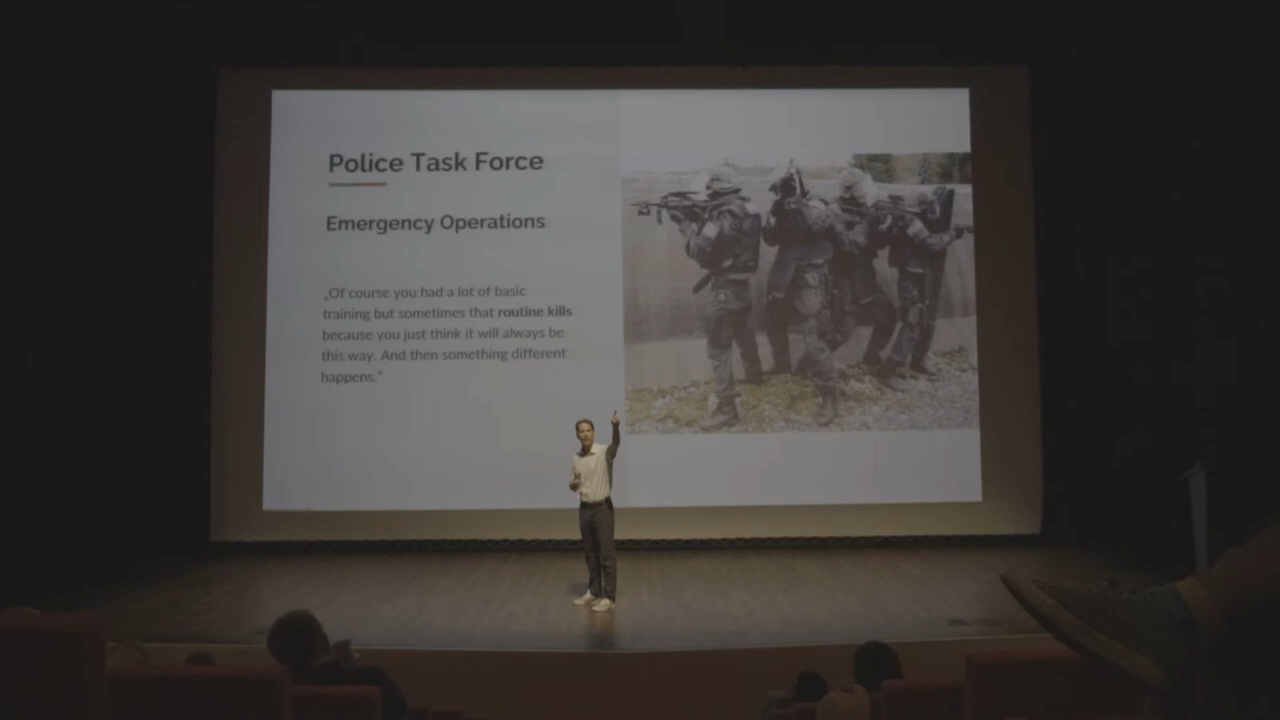 Police Task Force
Emergency Operations
„Of course you had a lot of basic
training but sometimes that routine kills
because you just think it will always be
this way. And then something different
happens.“